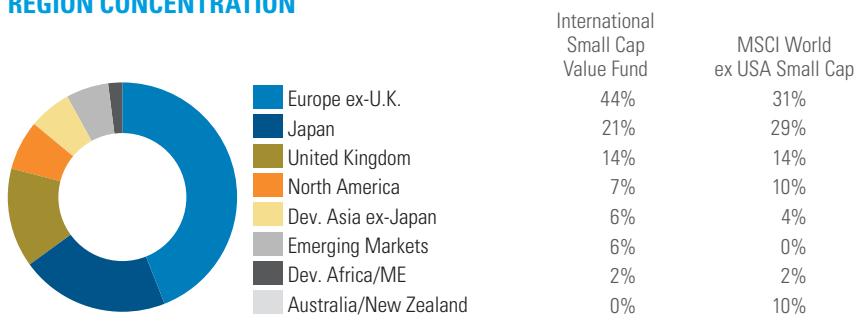 REGION CONCENTRATION
International
Small Cap
Value Fund
MSCI World
ex USA Small Cap
Europe ex-U.K. 44% 31%
Japan 21% 29%
United Kingdom 14% 14%
North America 7% 10%
Dev. Asia ex-Japan 6% 4%
Emerging Markets 6% 0%
Dev. Africa/ME 2% 2%
Australia/New Zealand 0% 10%